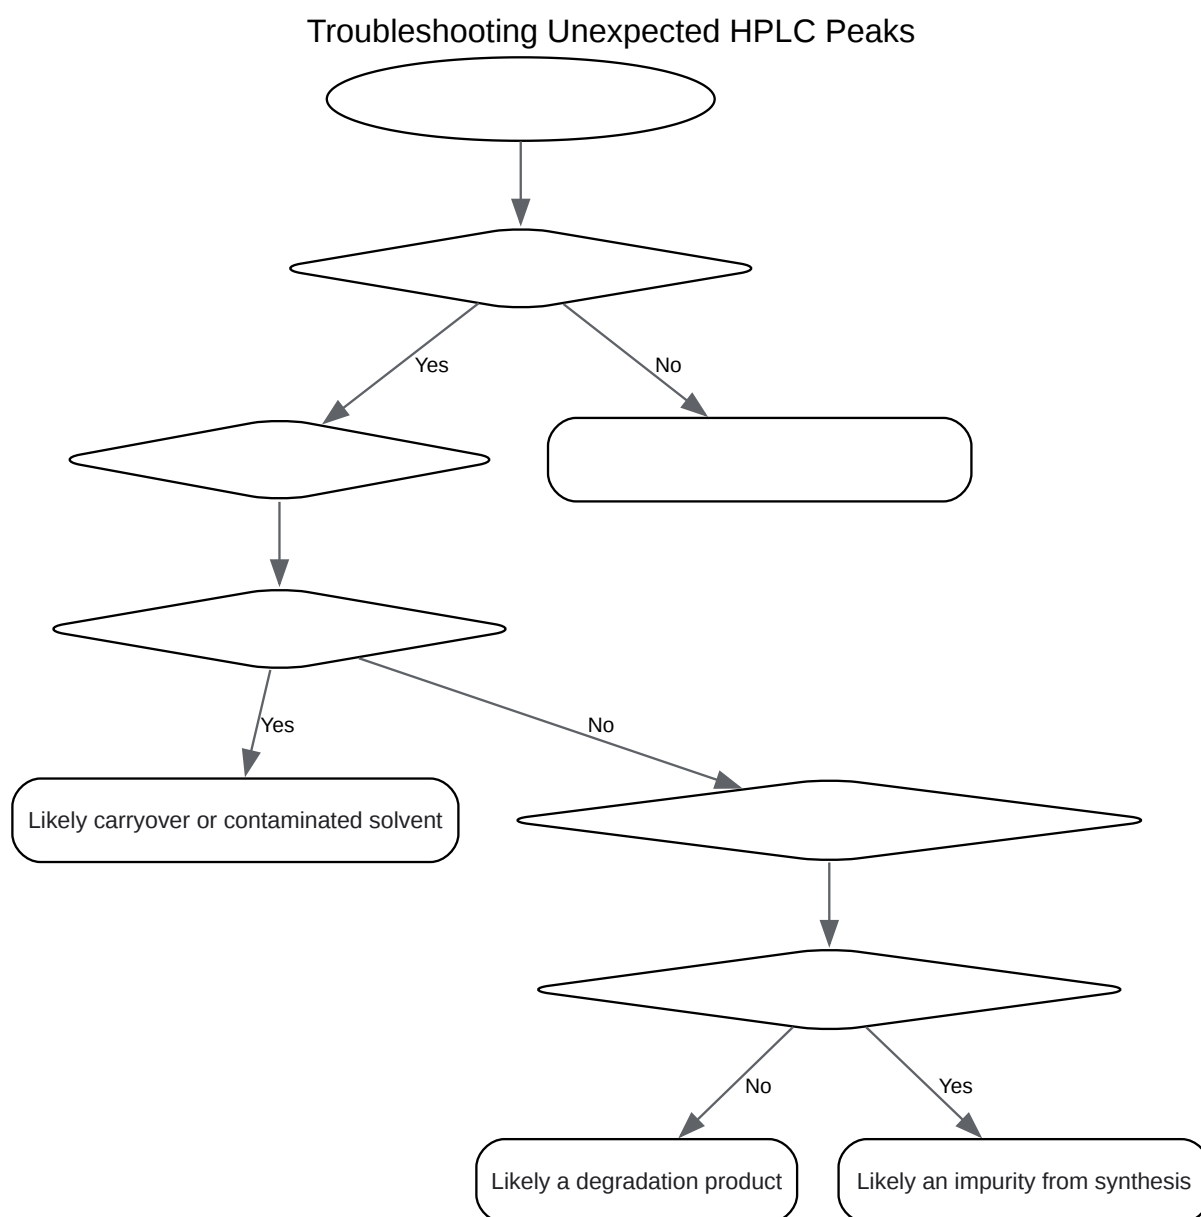 Troubleshooting Unexpected HPLC Peaks
Yes
No
Yes
No
Likely carryover or contaminated solvent
No
Yes
Likely a degradation product
Likely an impurity from synthesis